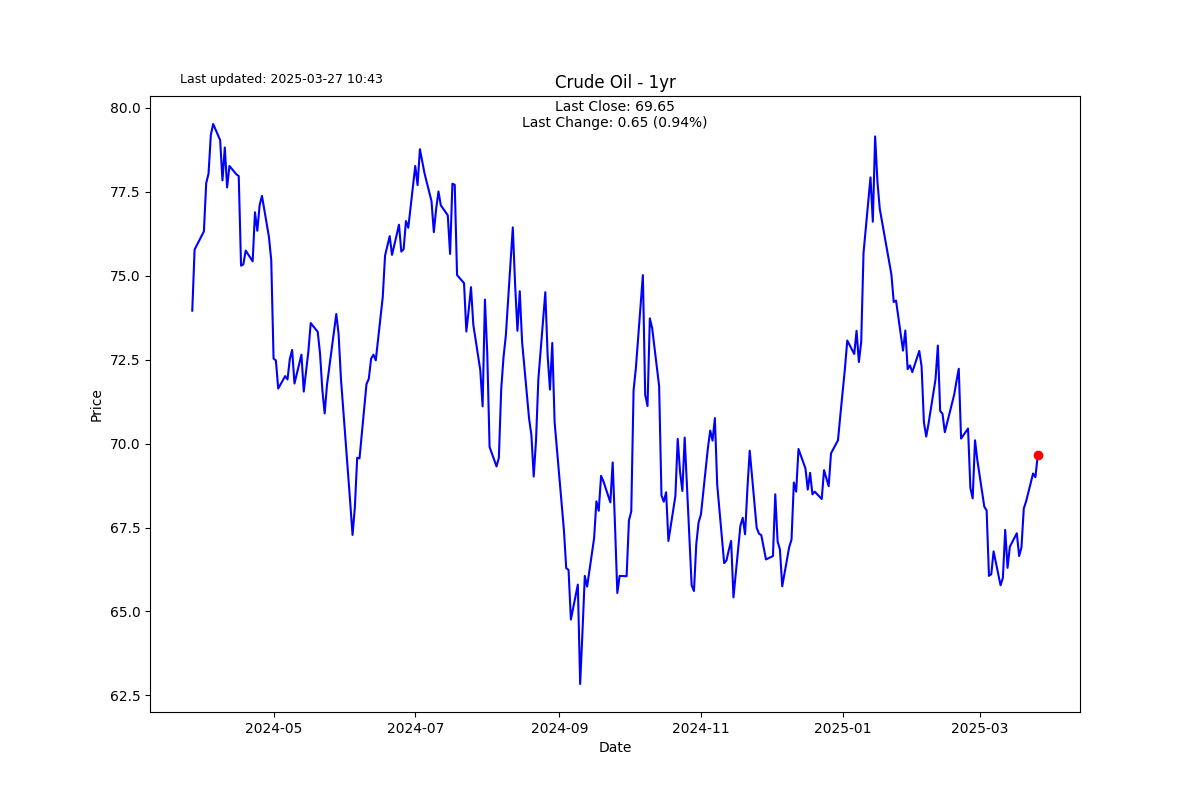 Last updated: 2025-03-27 10:43
Crude Oil - 1yr
Last Close: 69.65
Last Change: 0.65 (0.94%)
80.0
77.5
75.0
72.5
70.0
67.5
65.0
62.5
Price
2024-05
2024-07
2024-09
2024-11
2025-01
2025-03
Date